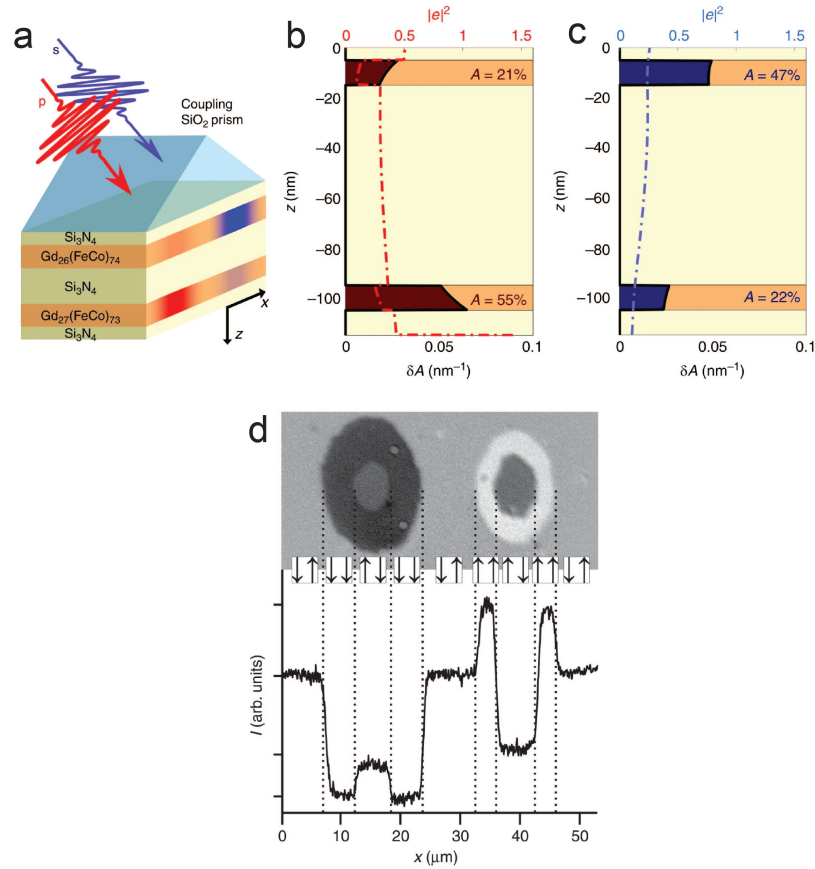 a
s
p
Coupling
SiO2 prism
Si3N4
Gd26(FeCo)74
Si3N4
Gd27(FeCo)73
Si3N4
x
z
b
|e|2
0 0.5 1 1.5
0
−20
−40
−60
−80
−100
z (nm)
A = 21%
A = 55%
0 0.05 0.1
δA (nm−1)
c
|e|2
0 0.5 1 1.5
0
−20
−40
−60
−80
−100
z (nm)
A = 47%
A = 22%
0 0.05 0.1
δA (nm−1)
d
I (arb. units)
0 10 20 30 40 50
x (μm)